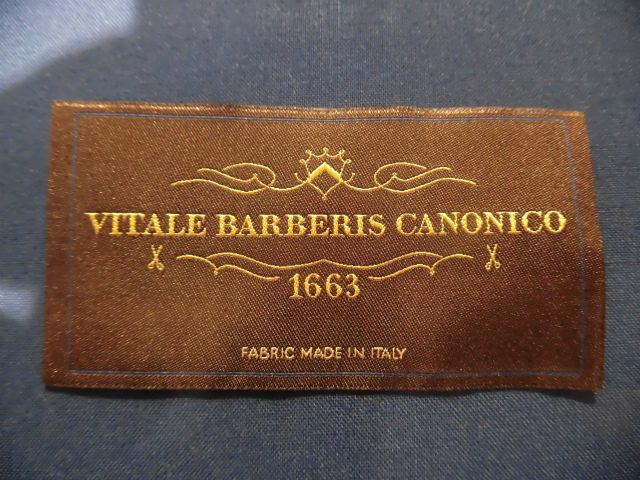 VITALE BARBERIS CANONICO
1663
FABRIC MADE IN ITALY